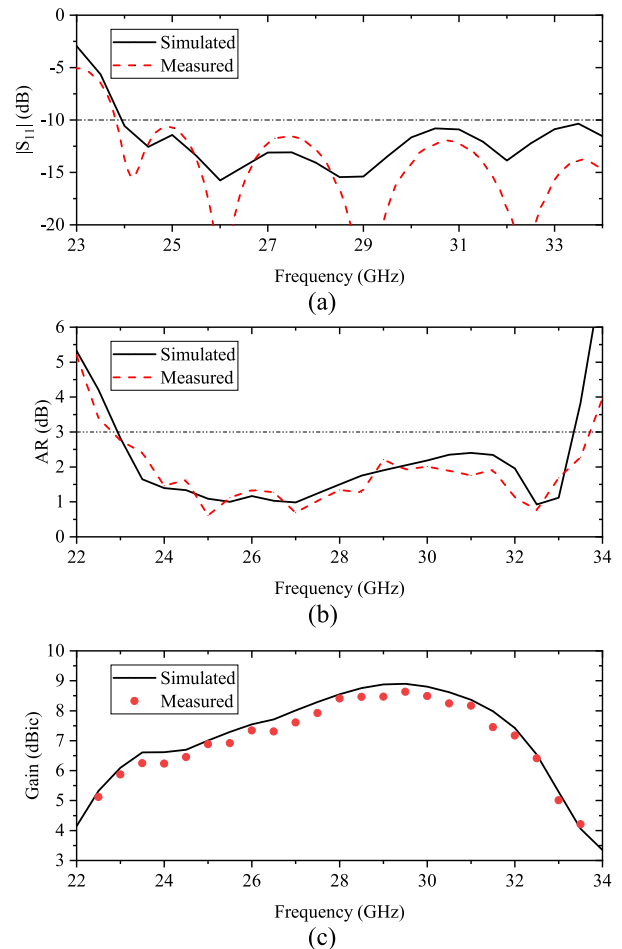 0
-5
-10
-15
-20
|S₁₁| (dB)
Simulated
Measured
23 25 27 29 31 33
Frequency (GHz)
(a)
6
5
4
3
2
1
0
AR (dB)
Simulated
Measured
22 24 26 28 30 32 34
Frequency (GHz)
(b)
10
9
8
7
6
5
4
3
Gain (dBic)
Simulated
Measured
22 24 26 28 30 32 34
Frequency (GHz)
(c)